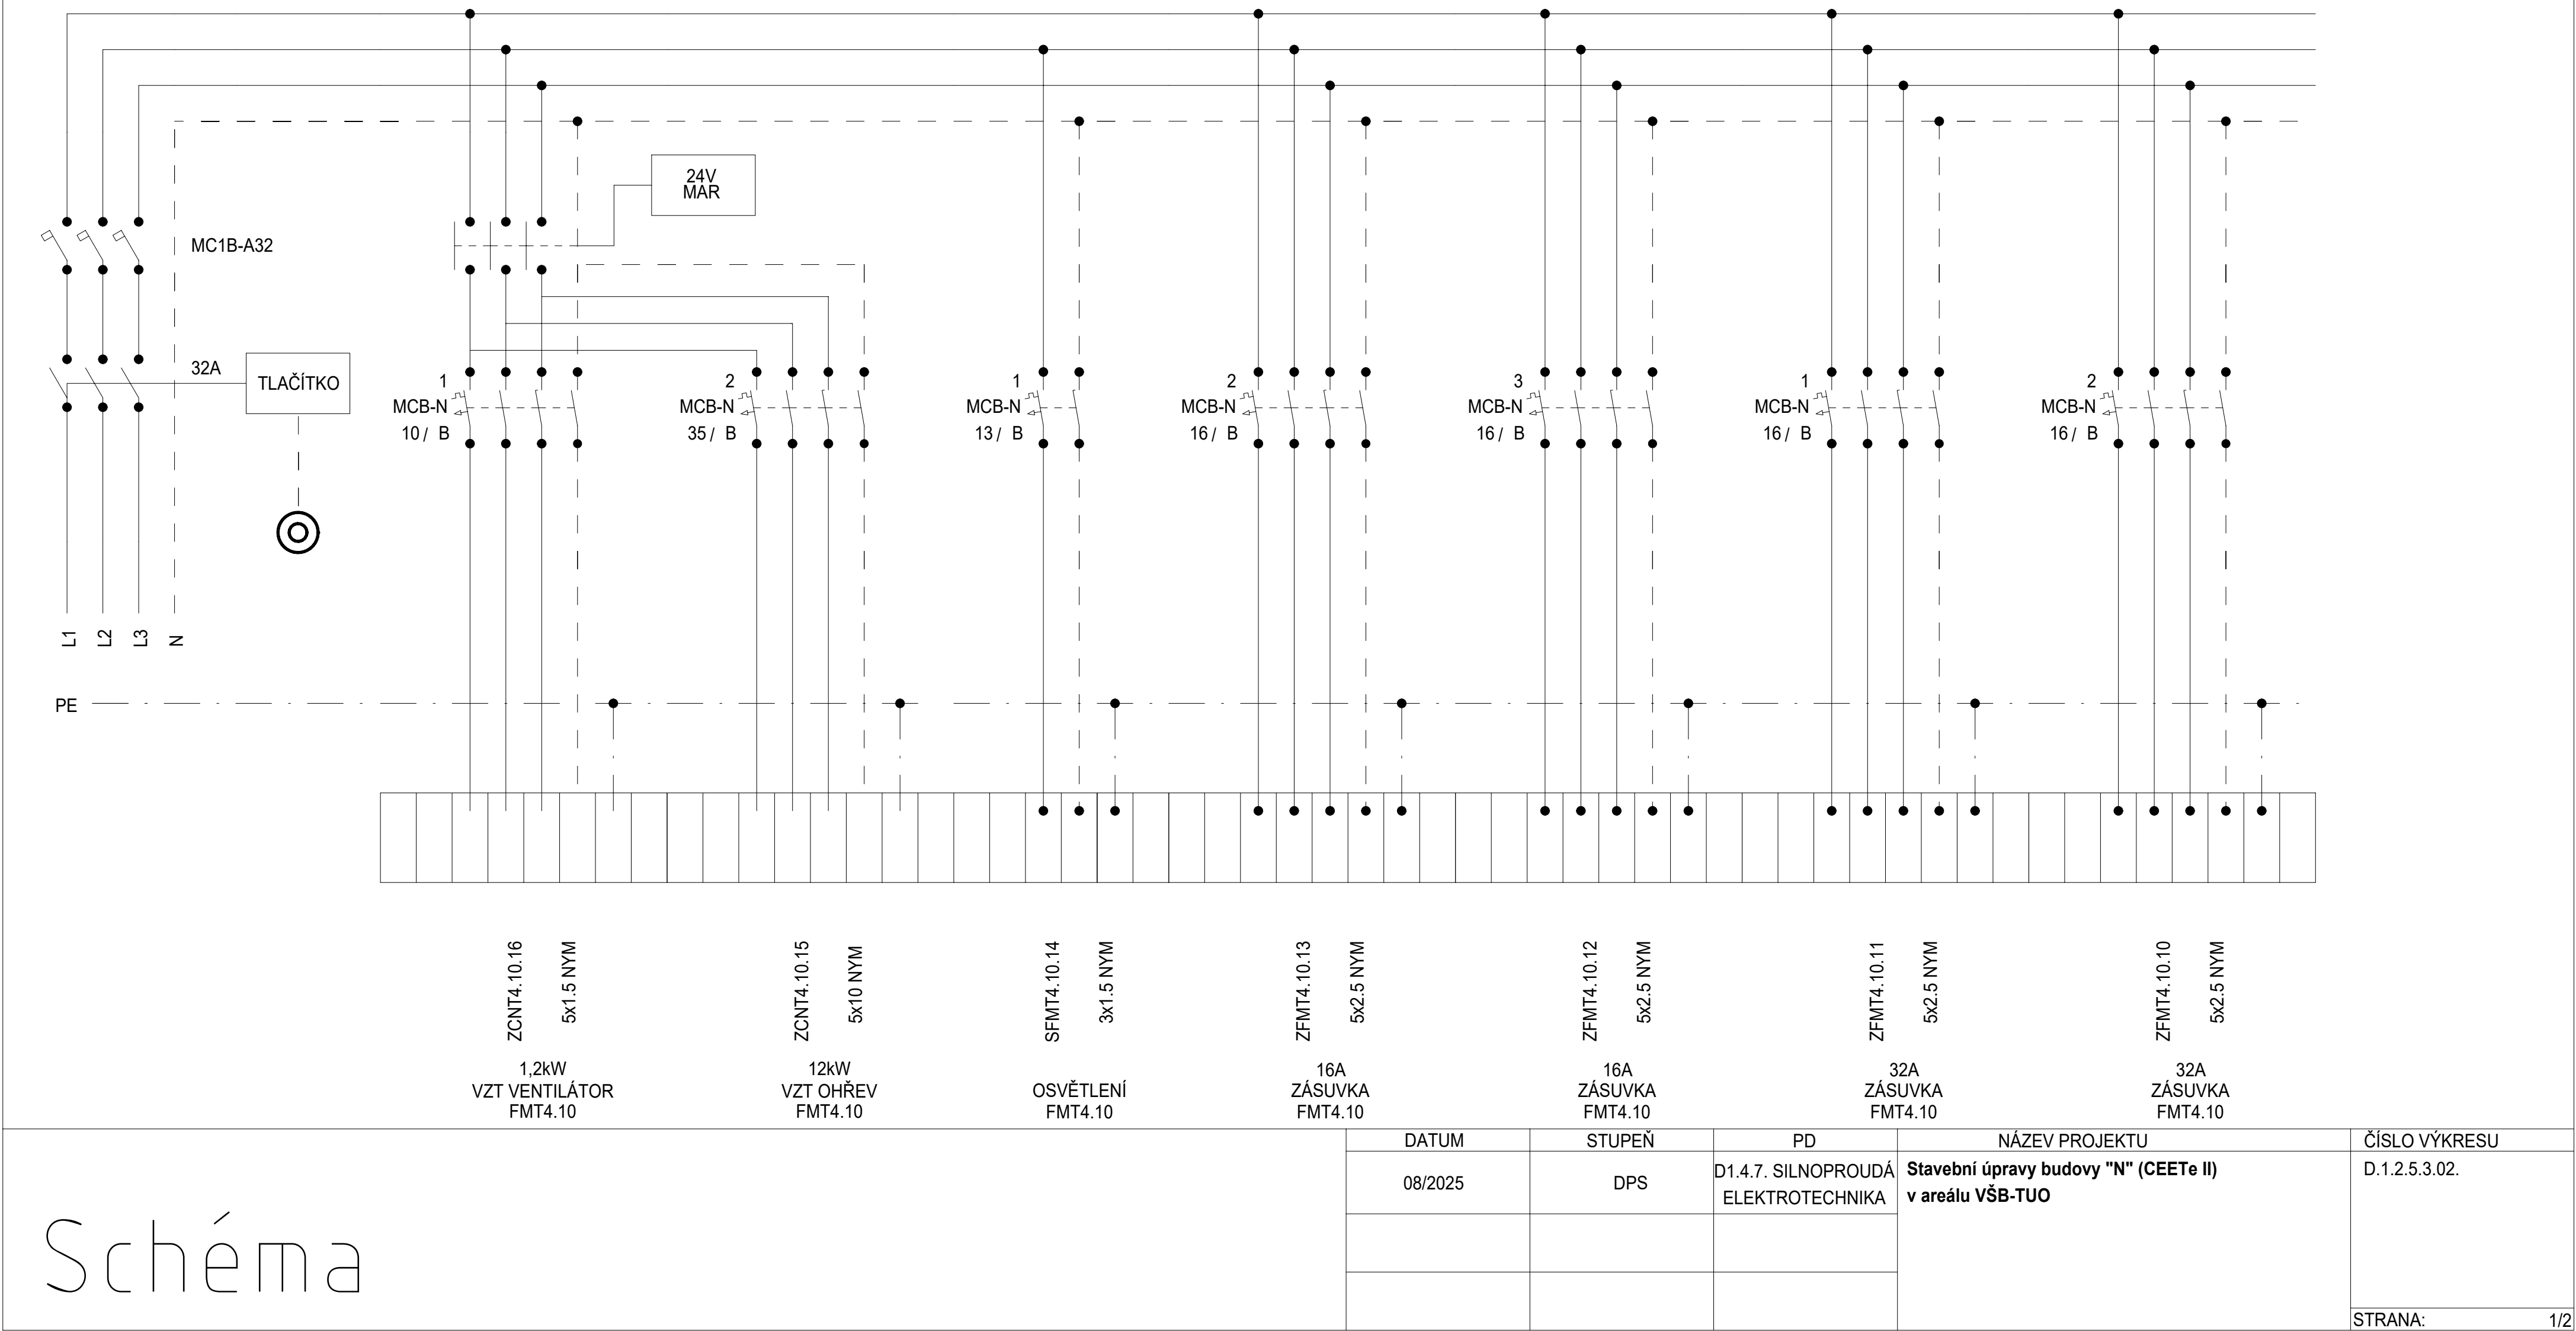 24V
MAR
MC1B-A32
32A
TLAČÍTKO
1
MCB-N
10 / B
2
MCB-N
35 / B
1
MCB-N
13 / B
2
MCB-N
16 / B
3
MCB-N
16 / B
1
MCB-N
16 / B
2
MCB-N
16 / B
L1
L2
L3
N
PE
ZCNT4.10.16
5x1.5 NYM
ZCNT4.10.15
5x10 NYM
SFMT4.10.14
3x1.5 NYM
ZFMT4.10.13
5x2.5 NYM
ZFMT4.10.12
5x2.5 NYM
ZFMT4.10.11
5x2.5 NYM
ZFMT4.10.10
5x2.5 NYM
1,2kW
VZT VENTILÁTOR
FMT4.10
12kW
VZT OHŘEV
FMT4.10
OSVĚTLENÍ
FMT4.10
16A
ZÁSUVKA
FMT4.10
16A
ZÁSUVKA
FMT4.10
32A
ZÁSUVKA
FMT4.10
32A
ZÁSUVKA
FMT4.10
Schéma
DATUM
08/2025
STUPEŇ
DPS
PD
D1.4.7. SILNOPROUDÁ
ELEKTROTECHNIKA
NÁZEV PROJEKTU
Stavební úpravy budovy "N" (CEETe II)
v areálu VŠB-TUO
ČÍSLO VÝKRESU
D.1.2.5.3.02.
STRANA: 1/2